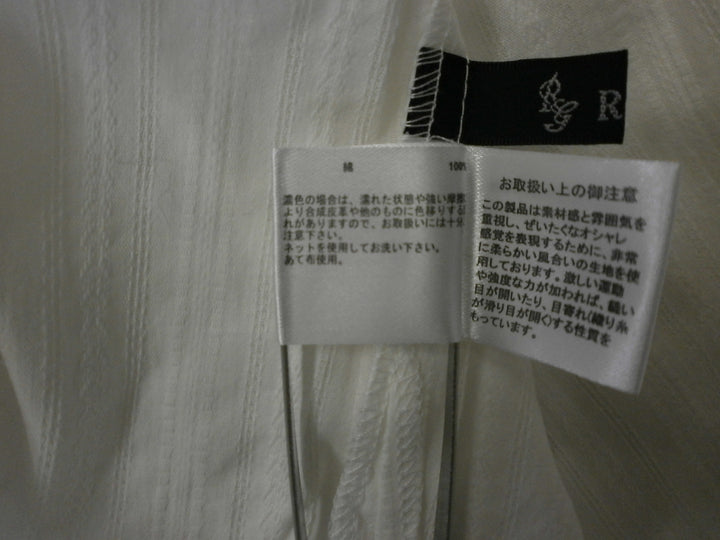 RG R
綿 100%
濃色の場合は、濡れた状態や強い摩擦
より合成皮革や他のものに色移りする
れがありますので、お取扱いには十分
注意下さい。
ネットを使用してお洗い下さい。
あて布使用。
お取扱い上の御注意
この製品は素材感と雰囲気を
重視し、ぜいたくなオシャレ
感覚を表現するために、非常
に柔らかい風合いの生地を使
用しております。激しい運動
や強度な力が加われば、縫い
目が開いたり、目寄れ(織り糸
が滑り目が開く)する性質を
もっています。